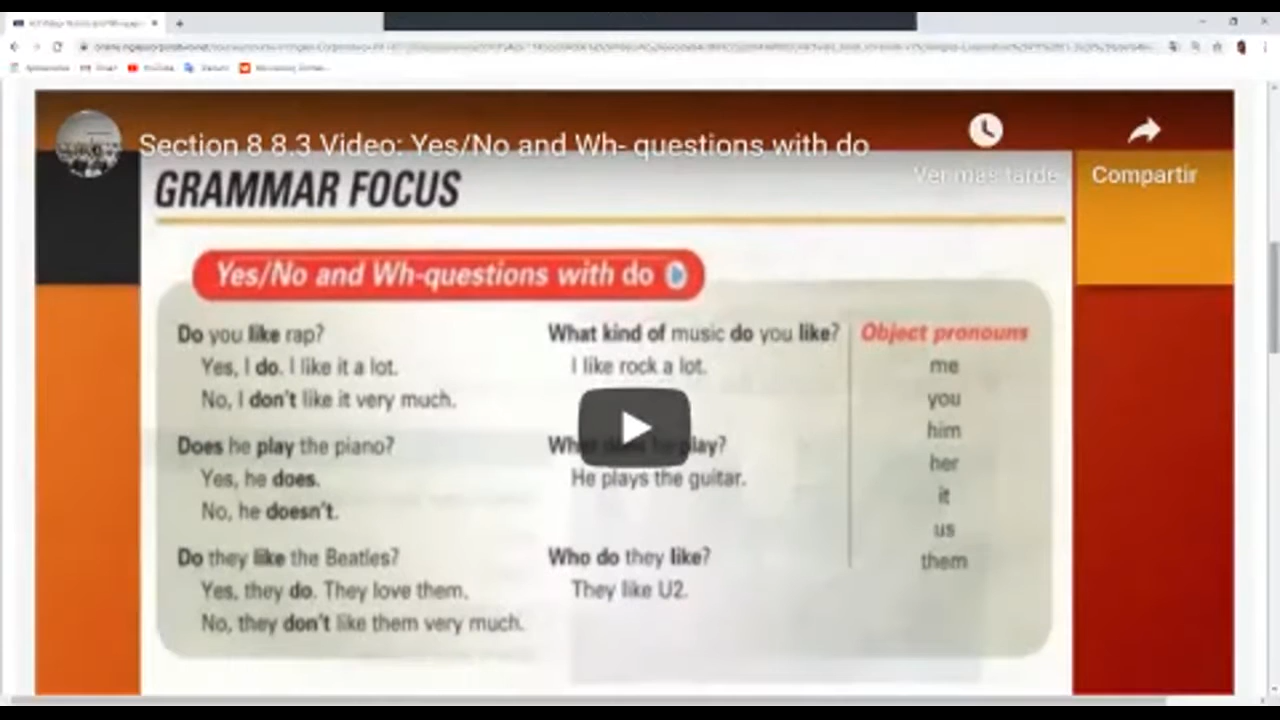 Section 8 8.3 Video: Yes/No and Wh- questions with do
Ver más tarde
Compartir
GRAMMAR FOCUS
Yes/No and Wh-questions with do
Do you like rap?
Yes, I do. I like it a lot.
No, I don't like it very much.
Does he play the piano?
Yes, he does.
No, he doesn't.
Do they like the Beatles?
Yes, they do. They love them.
No, they don't like them very much.
What kind of music do you like?
I like rock a lot.
What does he play?
He plays the guitar.
Who do they like?
They like U2.
Object pronouns
me
you
him
her
it
us
them